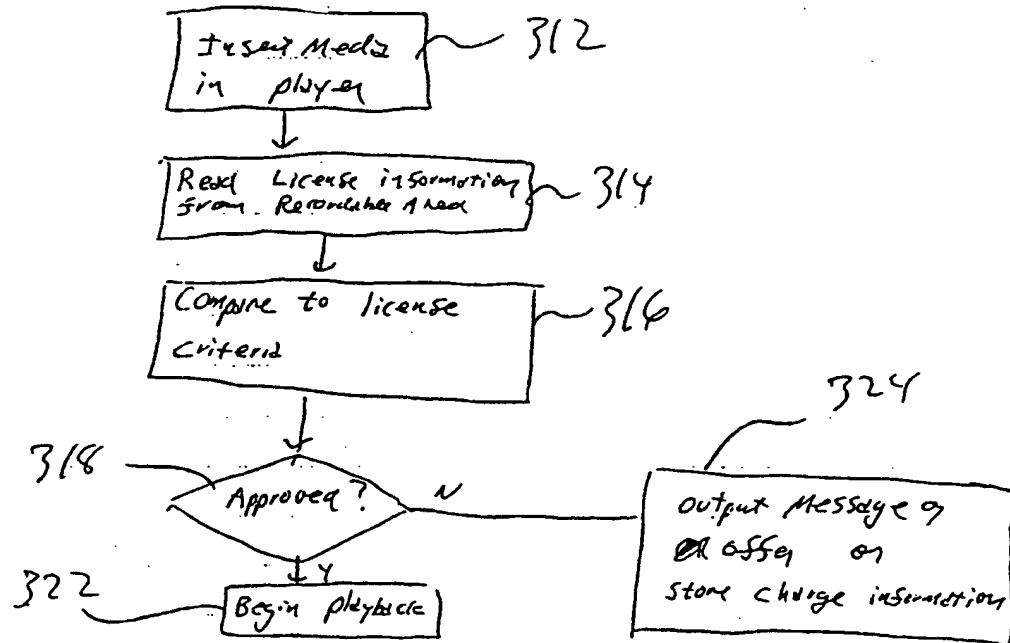 Insert Media
in player
312
Read License information
from Recordable Area
314
Compare to license
criteria
316
318
Approved?
N
Y
322
Begin playback
324
output Message or
offer or
store charge information